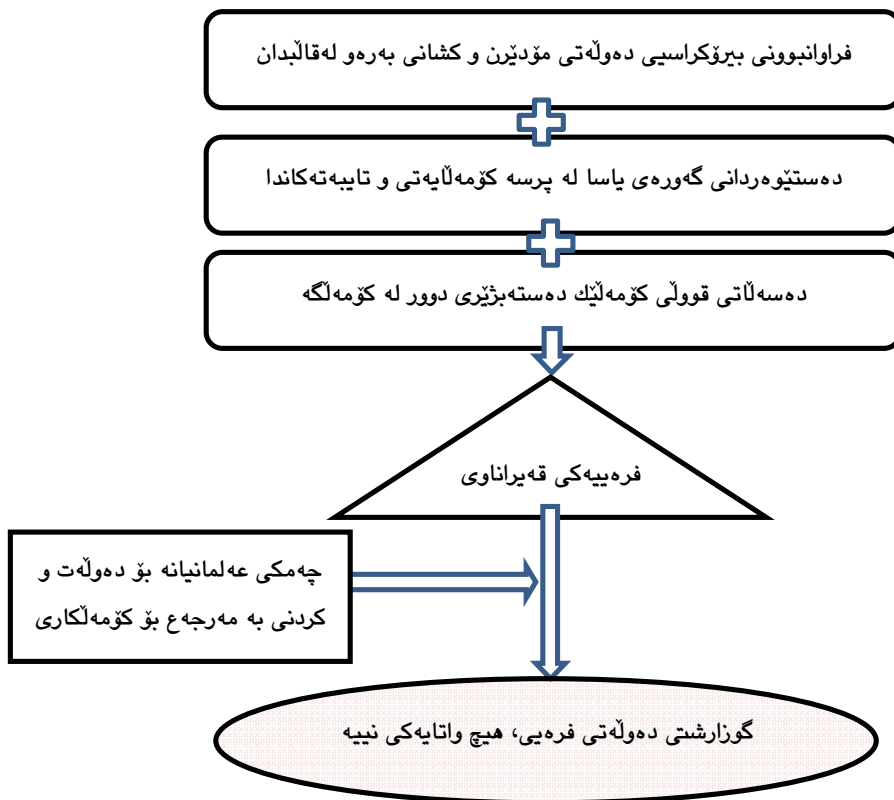 فراوانبوونی بیرۆکراسیی دەوڵەتی مۆدێرن و کشانی بەرەو لەقاڵبدان
دەستێوەردانی گەورەی یاسا لە پرسە کۆمەڵایەتی و تایبەتەکاندا
دەسەڵاتی قووڵی کۆمەڵێك دەستەبژێری دوور لە کۆمەڵگە
فرەییەکی قەیراناوی
چەمکی عەلمانیانە بۆ دەوڵەت و
کردنی بە مەرجەع بۆ کۆمەڵکاری
گوزارشتی دەوڵەتی فرەیی، هیچ واتایەکی نییە